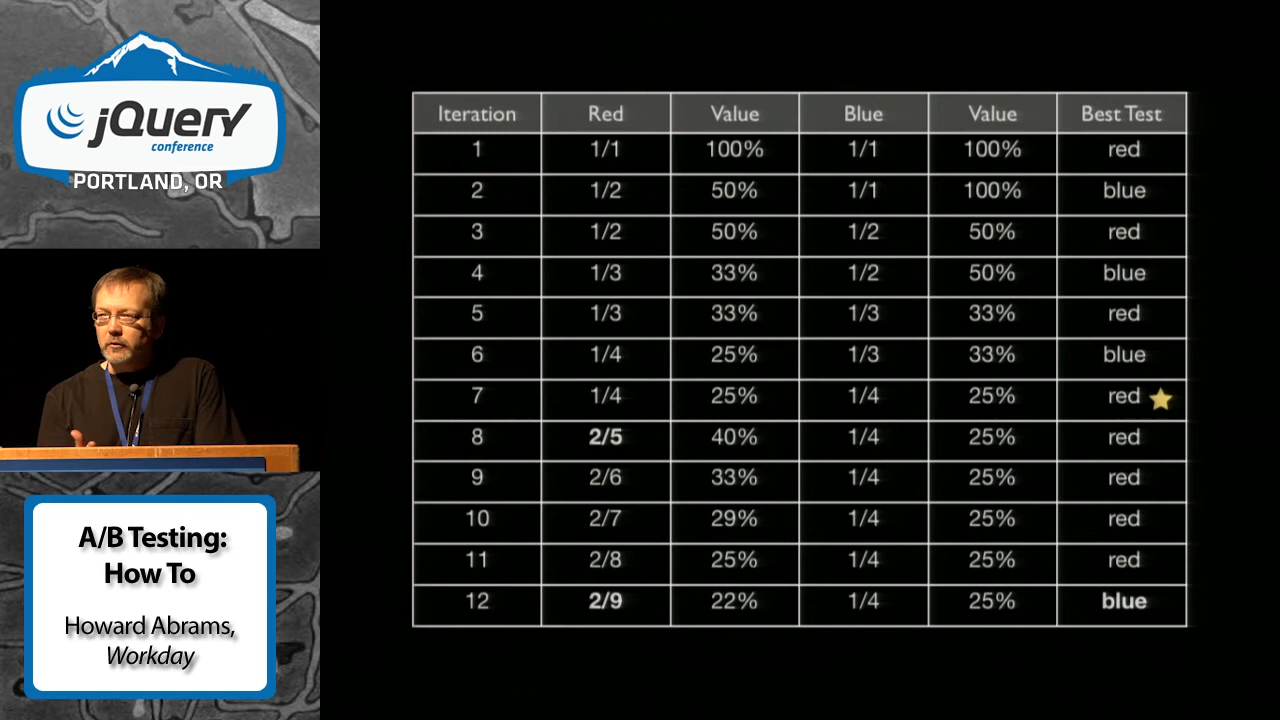 jQuery
conference
PORTLAND, OR
A/B Testing:
How To
Howard Abrams,
Workday
Iteration Red Value Blue Value Best Test
1 1/1 100% 1/1 100% red
2 1/2 50% 1/1 100% blue
3 1/2 50% 1/2 50% red
4 1/3 33% 1/2 50% blue
5 1/3 33% 1/3 33% red
6 1/4 25% 1/3 33% blue
7 1/4 25% 1/4 25% red
8 2/5 40% 1/4 25% red
9 2/6 33% 1/4 25% red
10 2/7 29% 1/4 25% red
11 2/8 25% 1/4 25% red
12 2/9 22% 1/4 25% blue